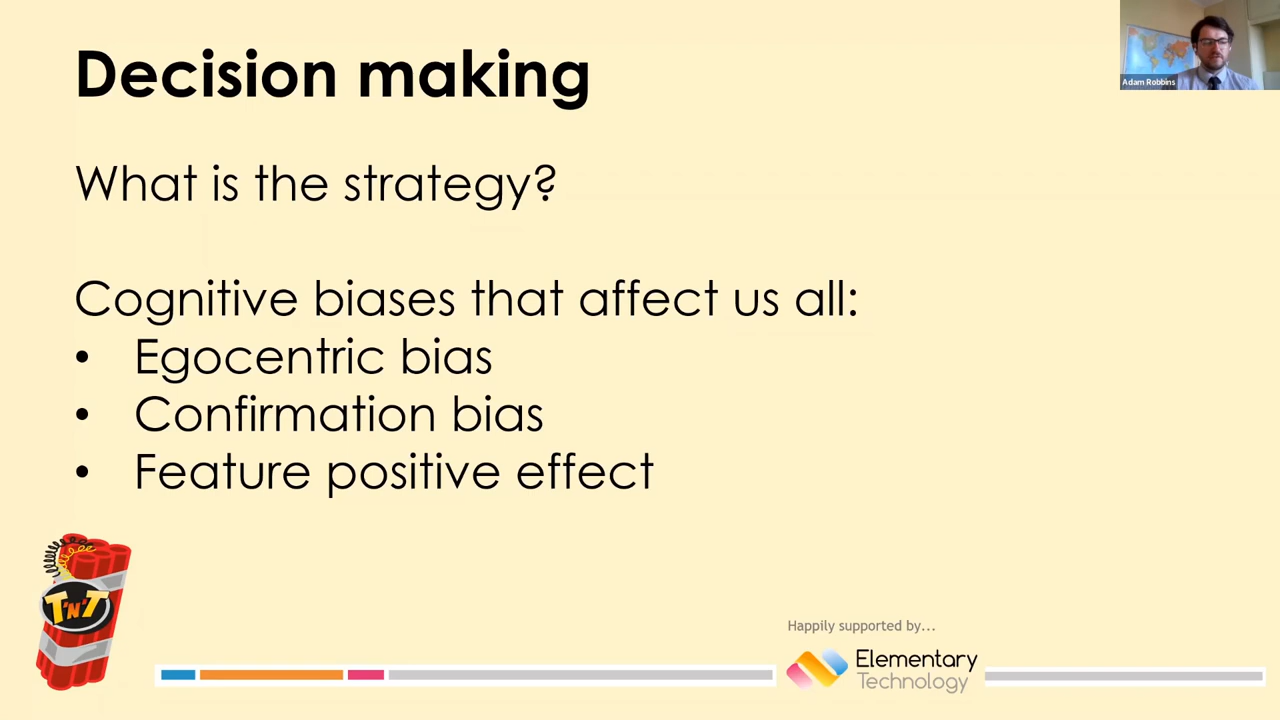 Decision making
Adam Robbins
What is the strategy?
Cognitive biases that affect us all:
• Egocentric bias
• Confirmation bias
• Feature positive effect
T'N'T
Happily supported by...
Elementary
Technology